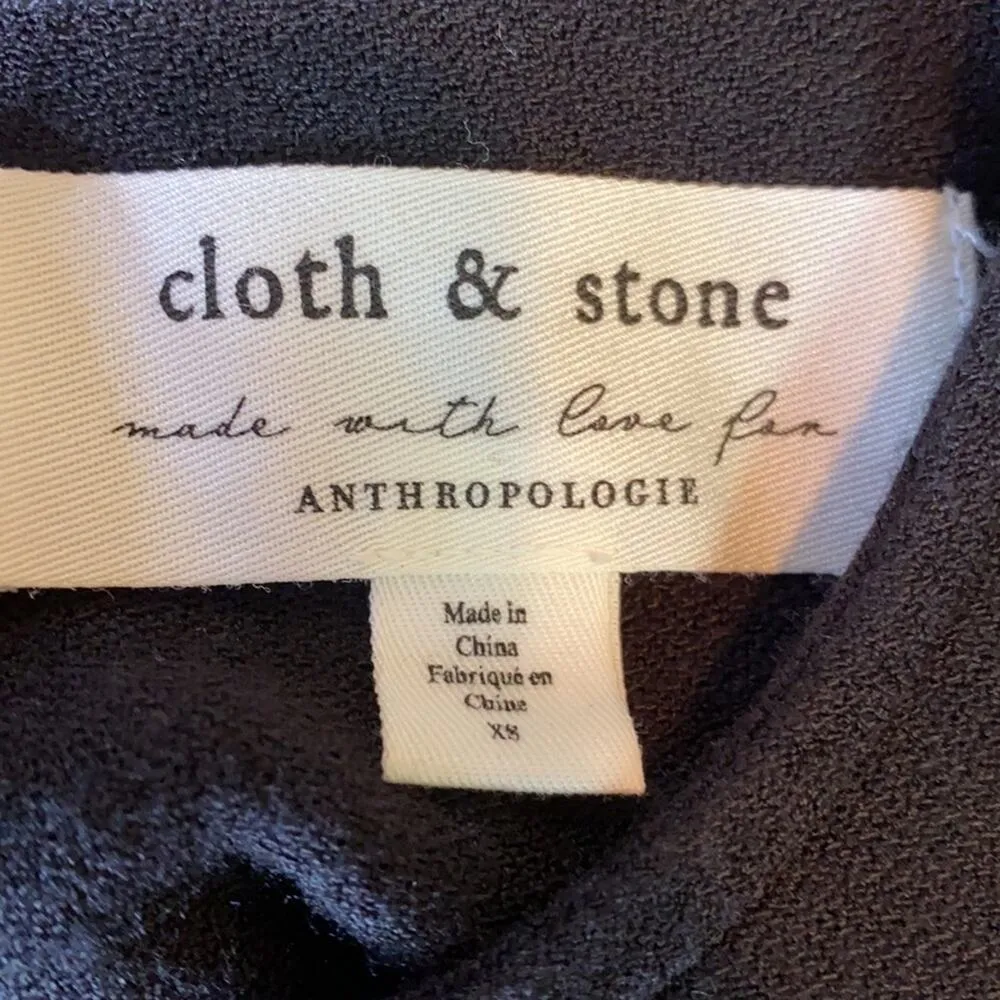 cloth & stone
made with love for
ANTHROPOLOGIE
Made in
China
Fabriqué en
Chine
XS